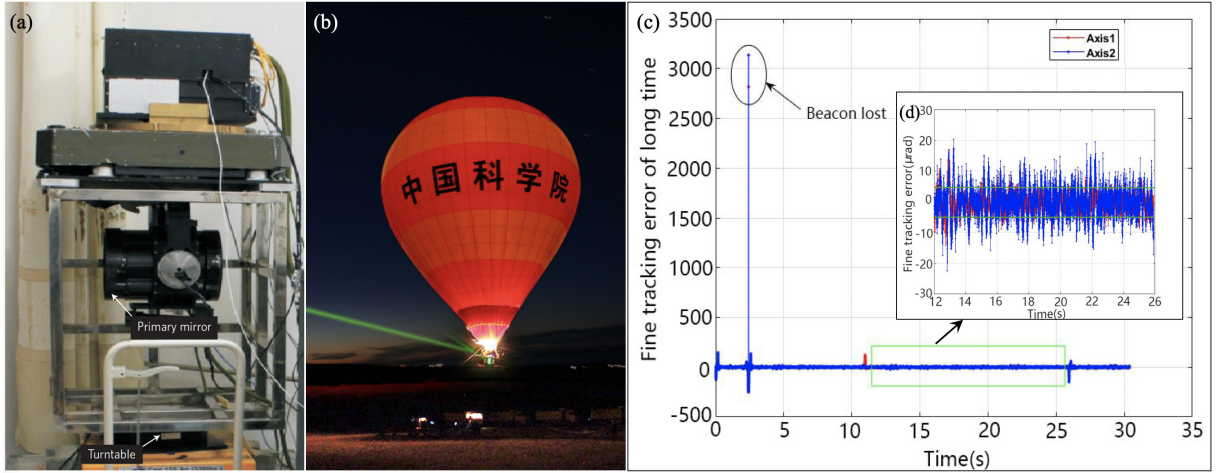 (a)
Primary mirror
Turntable
(b)
中国科学院
(c)
Fine tracking error of long time
3500
3000
2500
2000
1500
1000
500
0
-500
0 5 10 15 20 25 30 35
Time(s)
Axis1
Axis2
Beacon lost
(d)
Fine tracking error(μrad)
30
20
10
0
-10
-20
-30
12 14 16 18 20 22 24 26
Time(s)